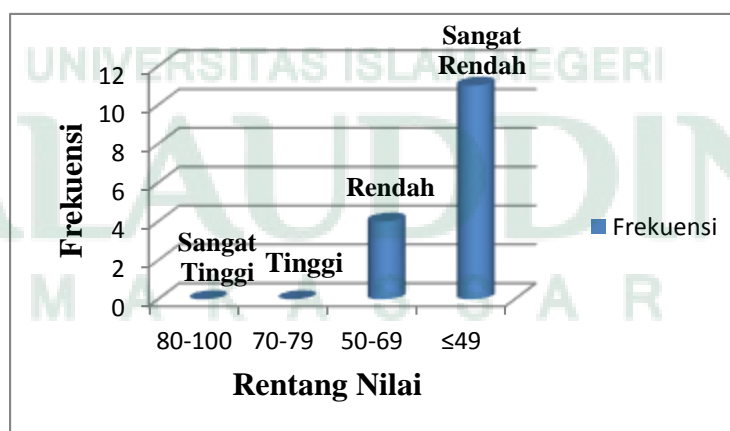 UNIVERSITAS ISLAM NEGERI
ALAUDDIN
MAKASSAR
Frekuensi
12
10
8
6
4
2
0
Sangat
Tinggi
Tinggi
Rendah
Sangat
Rendah
Frekuensi
80-100 70-79 50-69 ≤49
Rentang Nilai